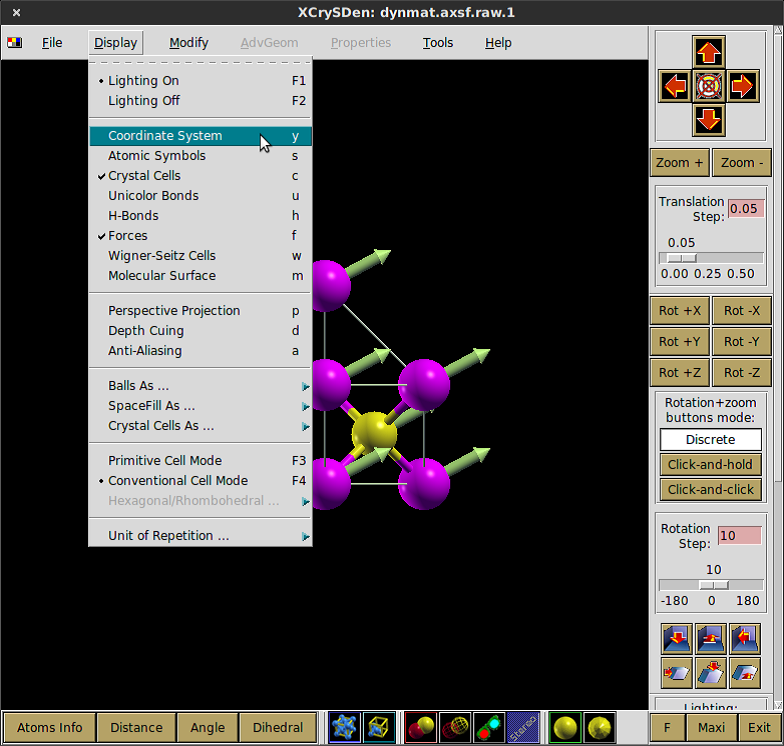 XCrySDen: dynmat.axsf.raw.1
File Display Modify AdvGeom Properties Tools Help
Lighting On F1
Lighting Off F2
Coordinate System y
Atomic Symbols s
Crystal Cells c
Unicolor Bonds u
H-Bonds h
Forces f
Wigner-Seitz Cells w
Molecular Surface m
Perspective Projection p
Depth Cuing d
Anti-Aliasing a
Balls As ...
SpaceFill As ...
Crystal Cells As ...
Primitive Cell Mode F3
Conventional Cell Mode F4
Hexagonal/Rhombohedral ...
Unit of Repetition ...
Zoom + Zoom -
Translation
Step: 0.05
0.05
0.00 0.25 0.50
Rot +X Rot -X
Rot +Y Rot -Y
Rot +Z Rot -Z
Rotation+zoom
buttons mode:
Discrete
Click-and-hold
Click-and-click
Rotation
Step: 10
10
-180 0 180
Lighting:
Atoms Info Distance Angle Dihedral Stereo F Maxi Exit